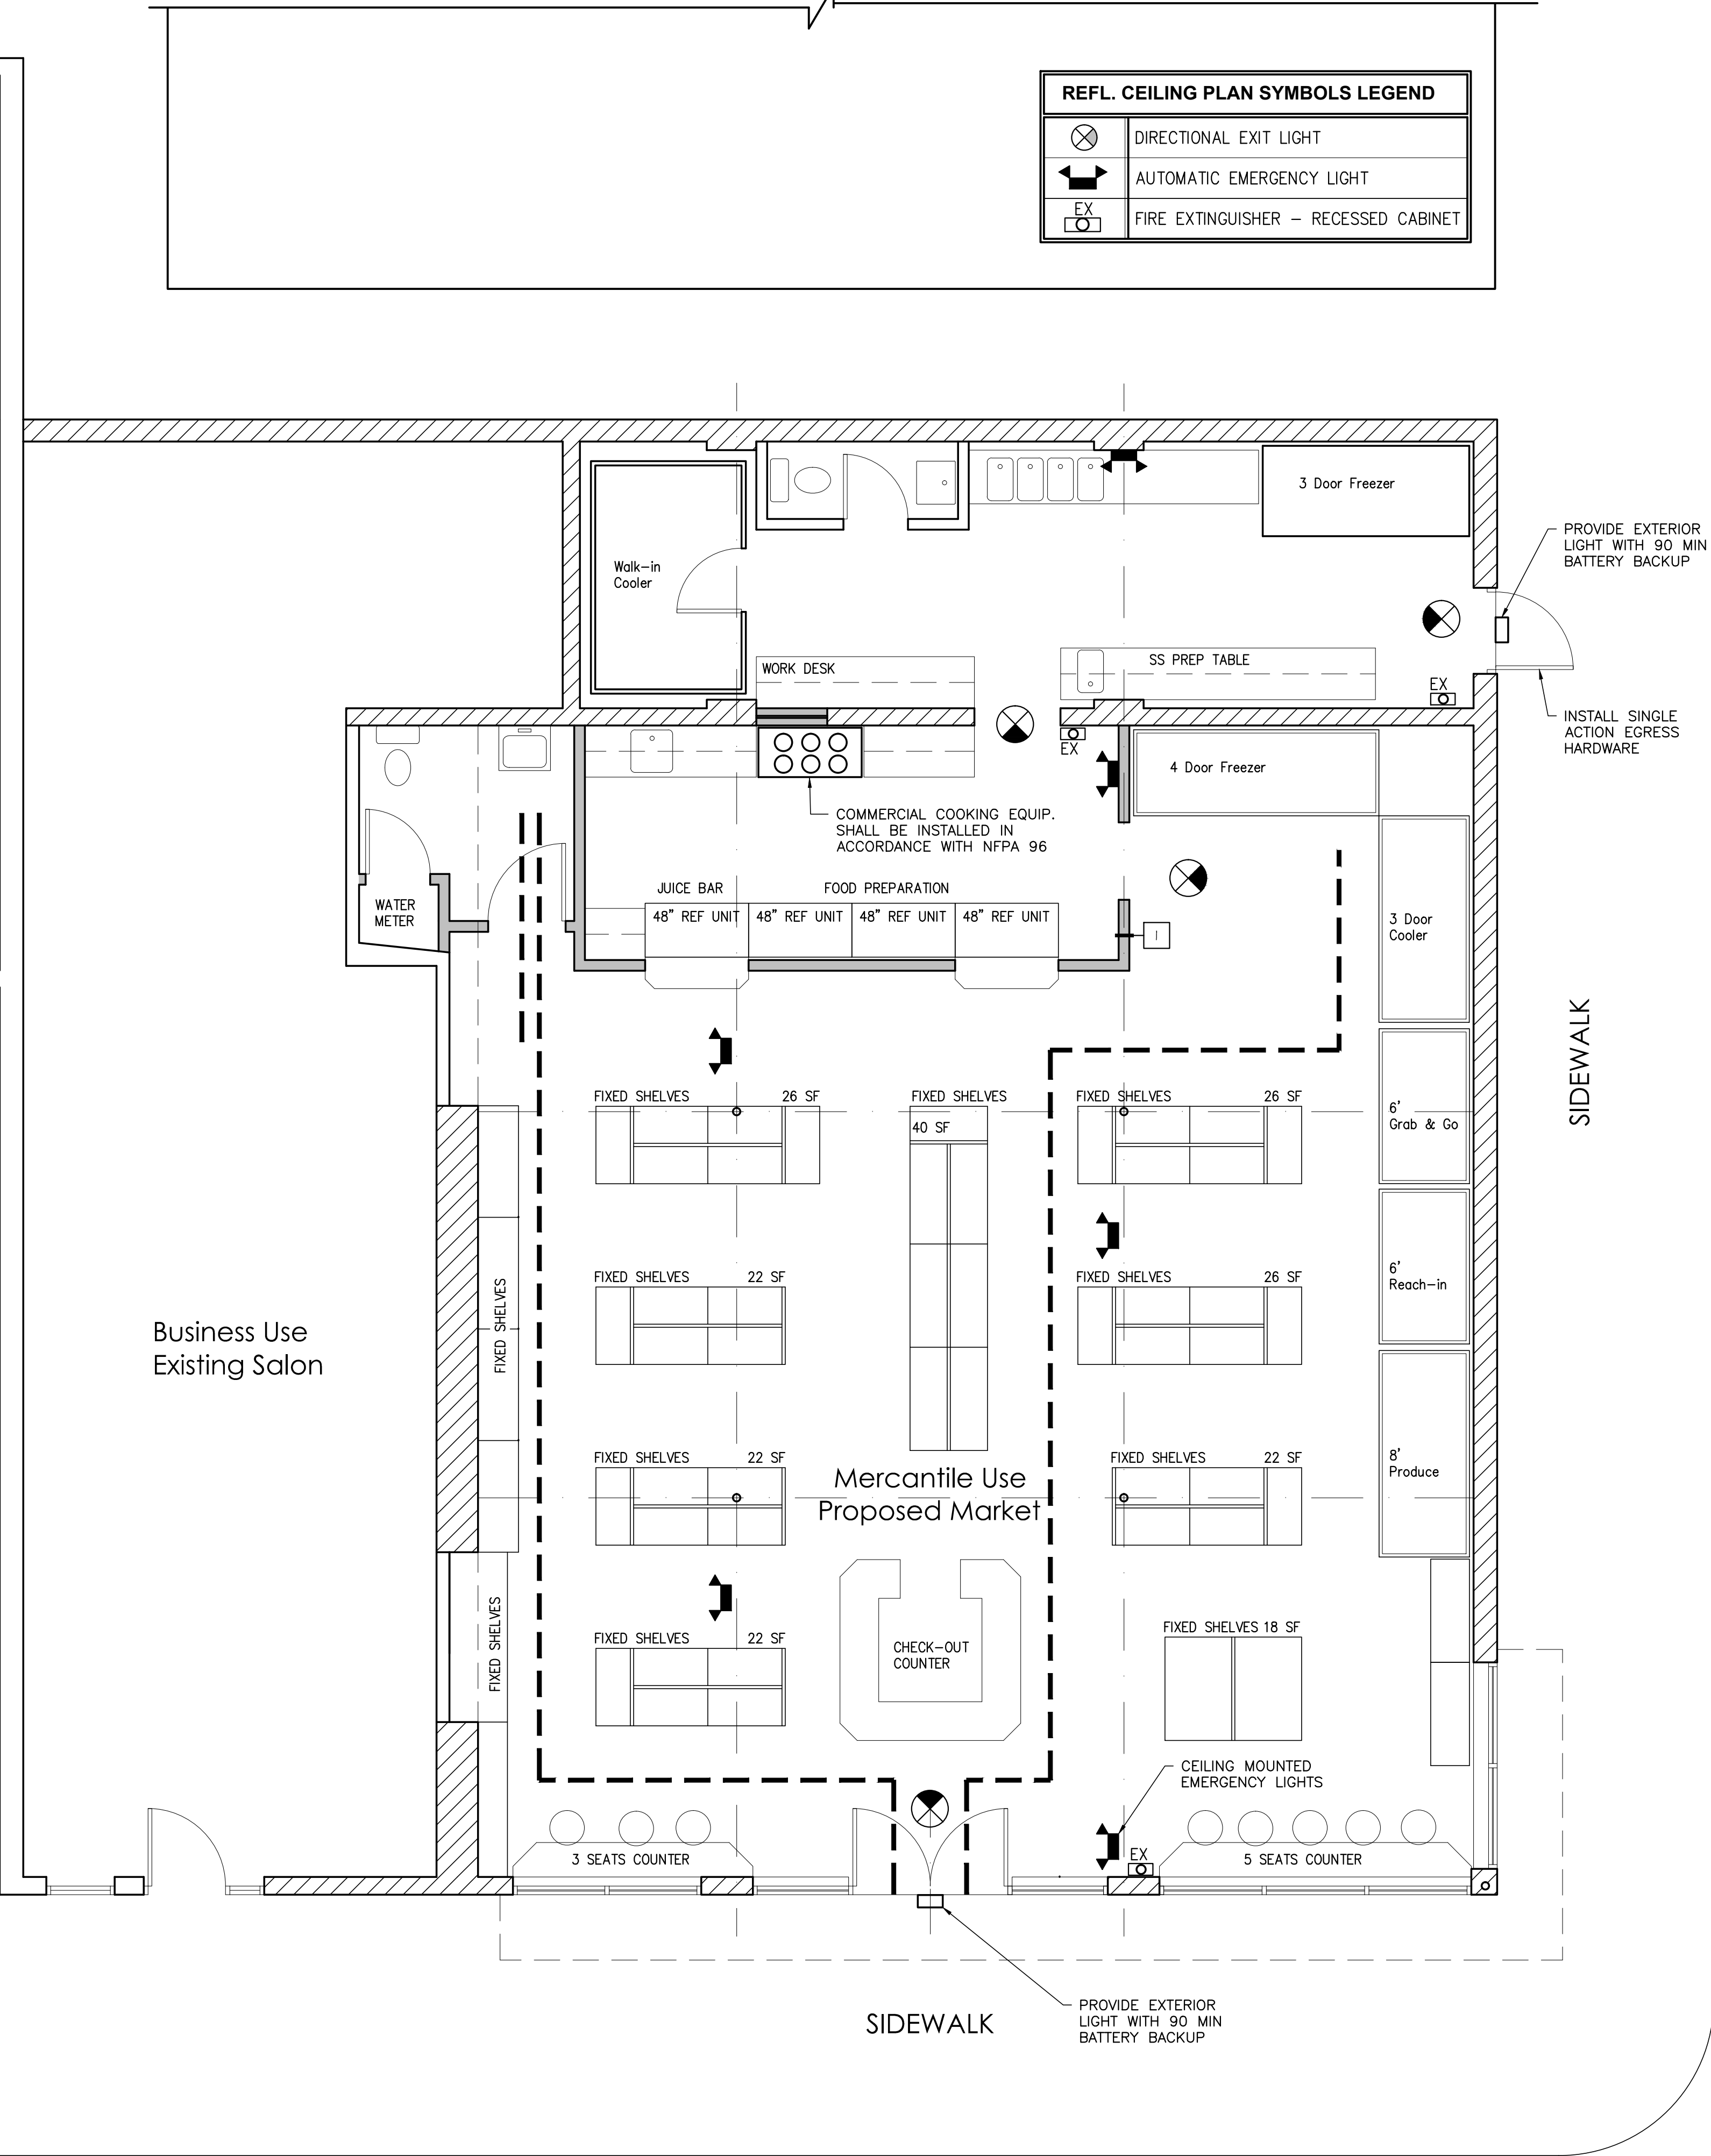 REFL. CEILING PLAN SYMBOLS LEGEND
DIRECTIONAL EXIT LIGHT
AUTOMATIC EMERGENCY LIGHT
EX
FIRE EXTINGUISHER – RECESSED CABINET
3 Door Freezer
PROVIDE EXTERIOR
LIGHT WITH 90 MIN
BATTERY BACKUP
Walk–in
Cooler
WORK DESK
SS PREP TABLE
EX
INSTALL SINGLE
ACTION EGRESS
HARDWARE
EX
4 Door Freezer
COMMERCIAL COOKING EQUIP.
SHALL BE INSTALLED IN
ACCORDANCE WITH NFPA 96
WATER
METER
JUICE BAR
FOOD PREPARATION
48" REF UNIT
48" REF UNIT
48" REF UNIT
48" REF UNIT
I
3 Door
Cooler
SIDEWALK
FIXED SHELVES 26 SF
FIXED SHELVES
40 SF
FIXED SHELVES 26 SF
6'
Grab & Go
FIXED SHELVES 22 SF
FIXED SHELVES 26 SF
6'
Reach–in
FIXED SHELVES
Business Use
Existing Salon
FIXED SHELVES 22 SF
Mercantile Use
Proposed Market
FIXED SHELVES 22 SF
8'
Produce
FIXED SHELVES
FIXED SHELVES 22 SF
CHECK–OUT
COUNTER
FIXED SHELVES 18 SF
CEILING MOUNTED
EMERGENCY LIGHTS
3 SEATS COUNTER
EX
5 SEATS COUNTER
SIDEWALK
PROVIDE EXTERIOR
LIGHT WITH 90 MIN
BATTERY BACKUP